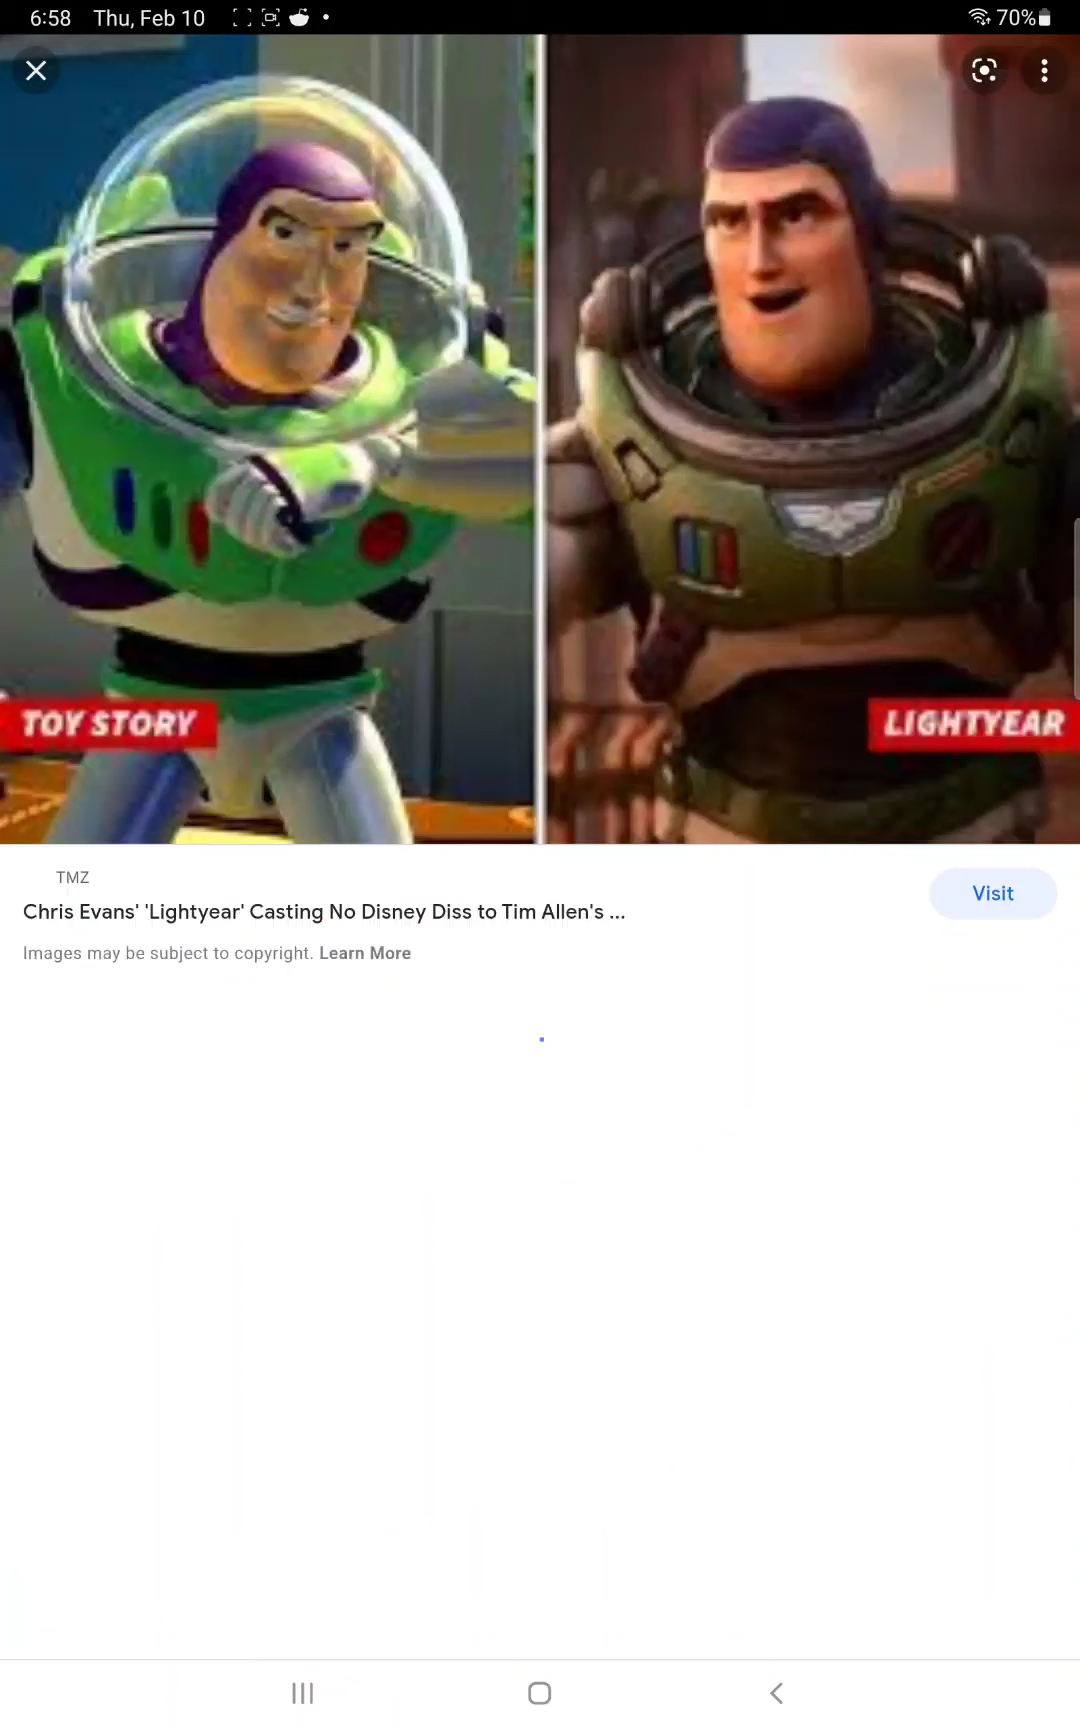 6:58 Thu, Feb 10 70%
TOY STORY
LIGHTYEAR
TMZ
Visit
Chris Evans' 'Lightyear' Casting No Disney Diss to Tim Allen's ...
Images may be subject to copyright. Learn More